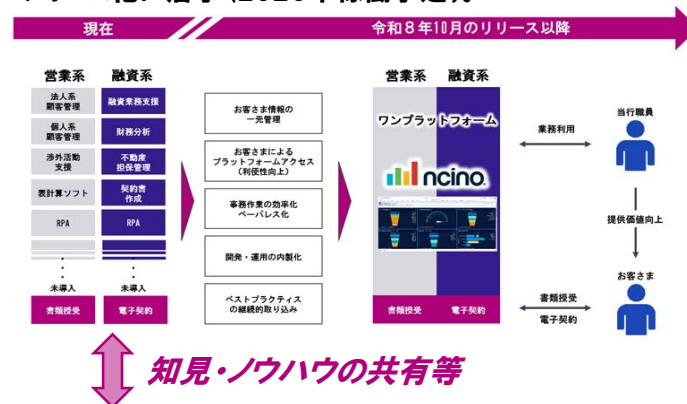 現在
令和8年10月のリリース以降
営業系
融資系
法人系
顧客管理
融資業務支援
個人系
顧客管理
財務分析
渉外活動
支援
不動産
担保管理
表計算ソフト
契約書
作成
RPA
RPA
未導入
未導入
書類授受
電子契約
お客さま情報の
一元管理
お客さまによる
プラットフォームアクセス
(利便性向上)
事務作業の効率化
ペーパレス化
開発・運用の内製化
ベストプラクティス
の継続的取り込み
営業系
融資系
ワンプラットフォーム
ncino.
書類授受
電子契約
業務利用
当行職員
提供価値向上
お客さま
書類授受
電子契約
知見・ノウハウの共有等